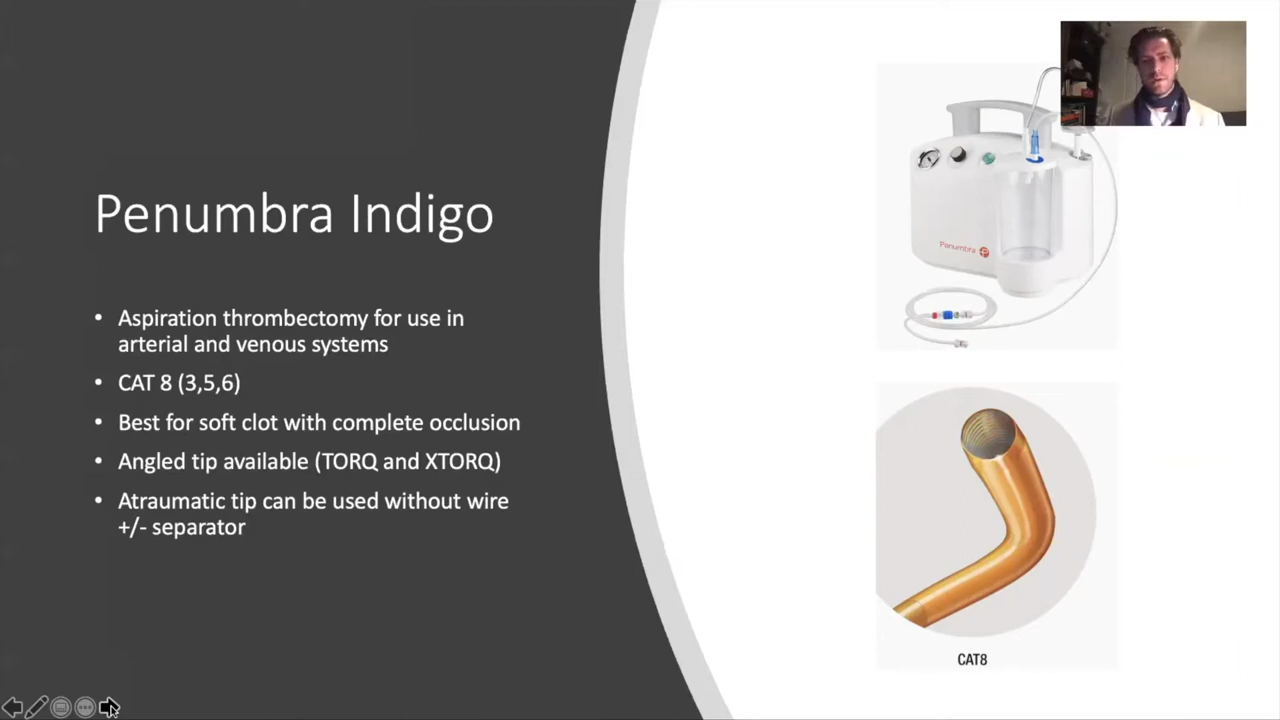 Penumbra Indigo
• Aspiration thrombectomy for use in
arterial and venous systems
• CAT 8 (3,5,6)
• Best for soft clot with complete occlusion
• Angled tip available (TORQ and XTORQ)
• Atraumatic tip can be used without wire
+/- separator
Penumbra P
CAT8